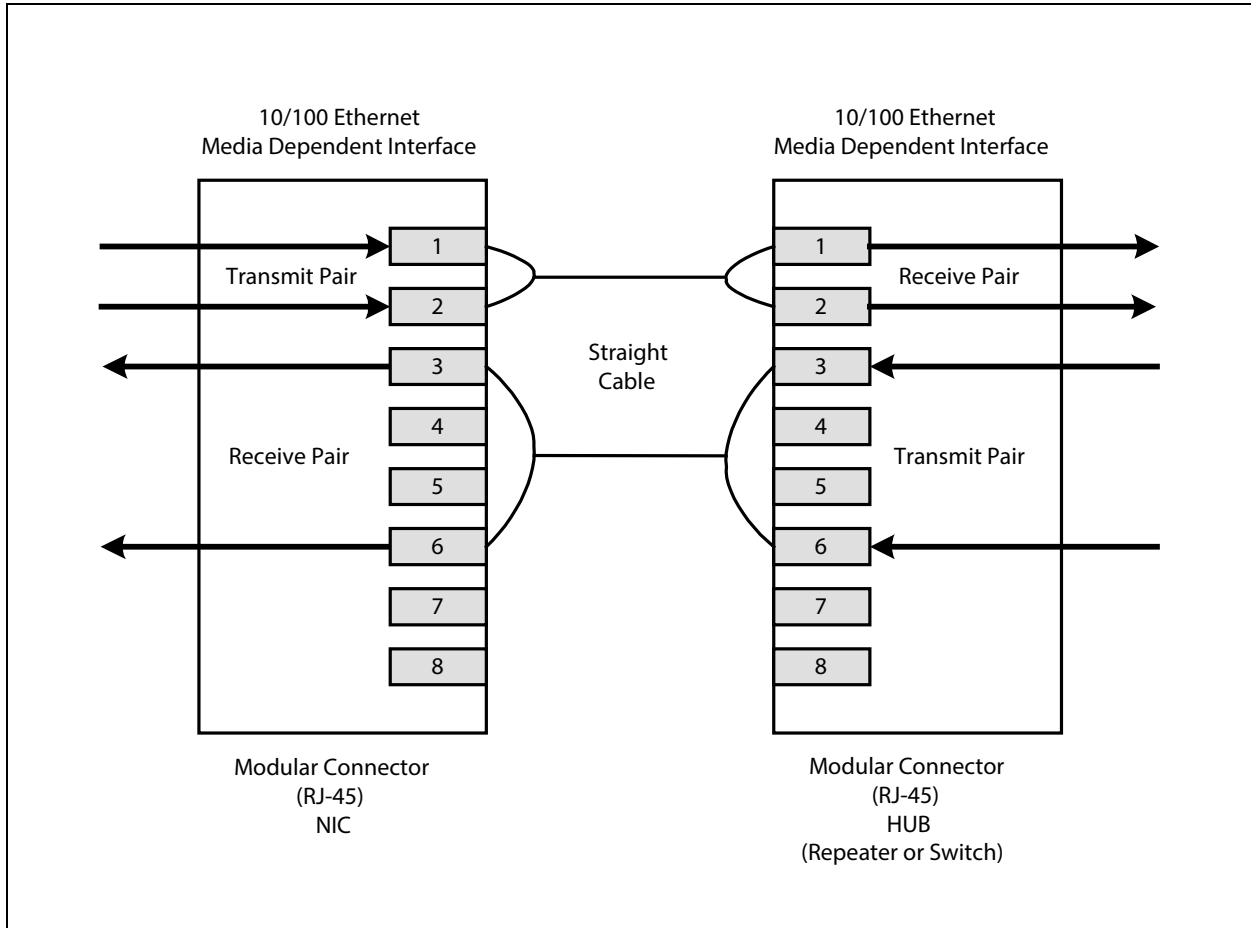 10/100 Ethernet
Media Dependent Interface
1
Transmit Pair
2
3
4
Receive Pair
5
6
7
8
Modular Connector
(RJ-45)
NIC
Straight
Cable
10/100 Ethernet
Media Dependent Interface
1
Receive Pair
2
3
4
Transmit Pair
5
6
7
8
Modular Connector
(RJ-45)
HUB
(Repeater or Switch)